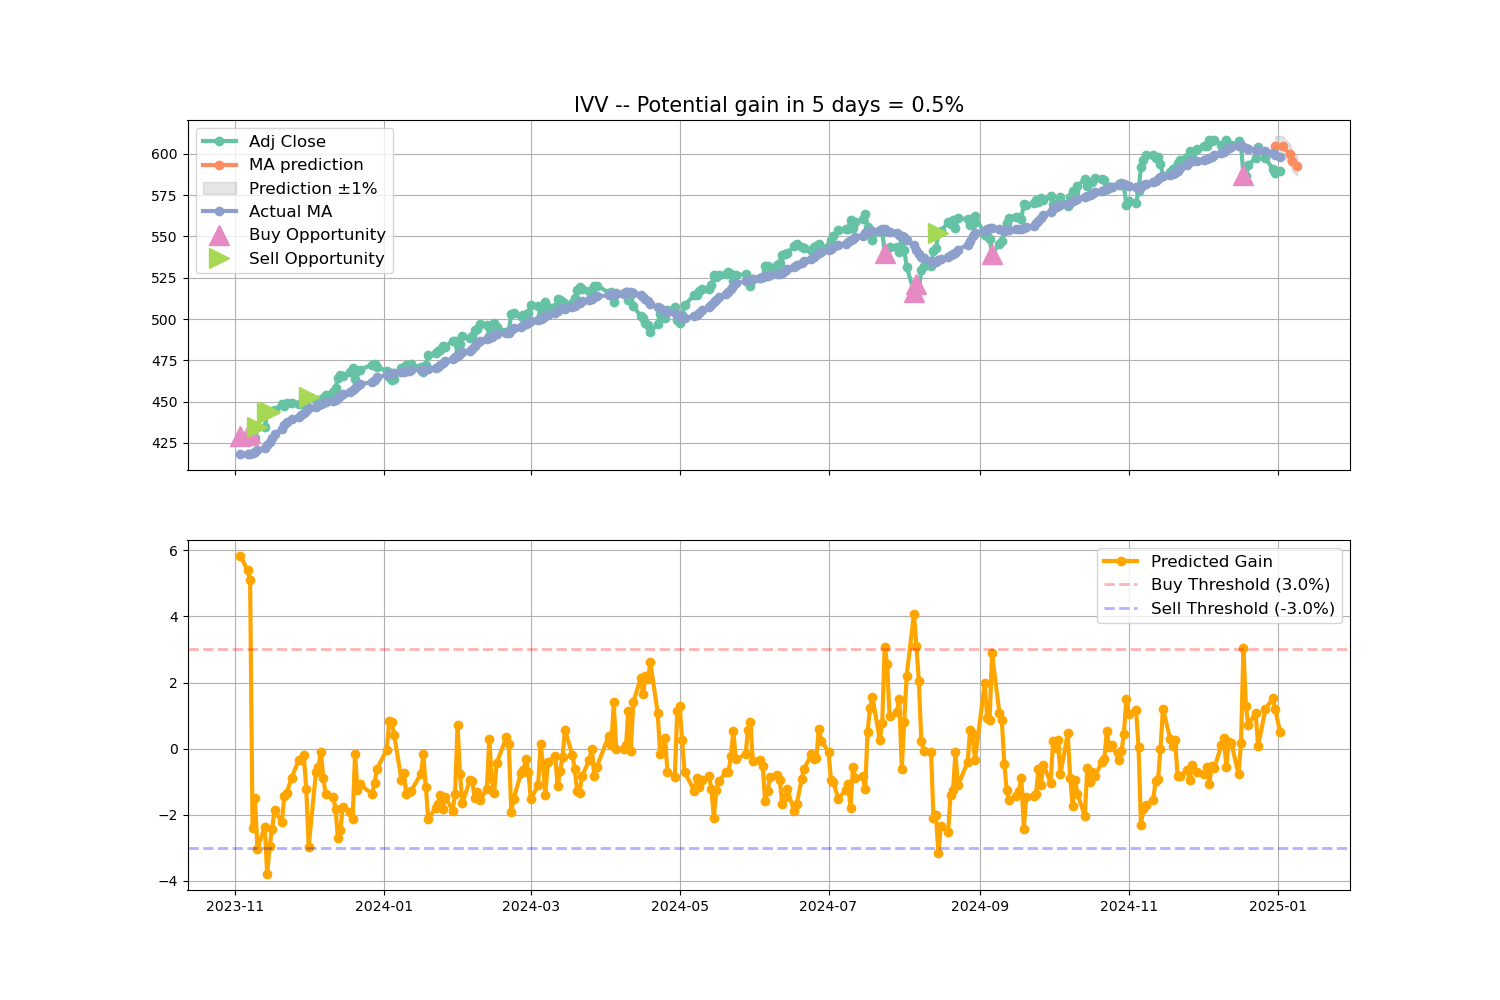 IVV -- Potential gain in 5 days = 0.5%
Adj Close
MA prediction
Prediction ±1%
Actual MA
Buy Opportunity
Sell Opportunity
600
575
550
525
500
475
450
425
Predicted Gain
Buy Threshold (3.0%)
Sell Threshold (-3.0%)
6
4
2
0
−2
−4
2023-11
2024-01
2024-03
2024-05
2024-07
2024-09
2024-11
2025-01